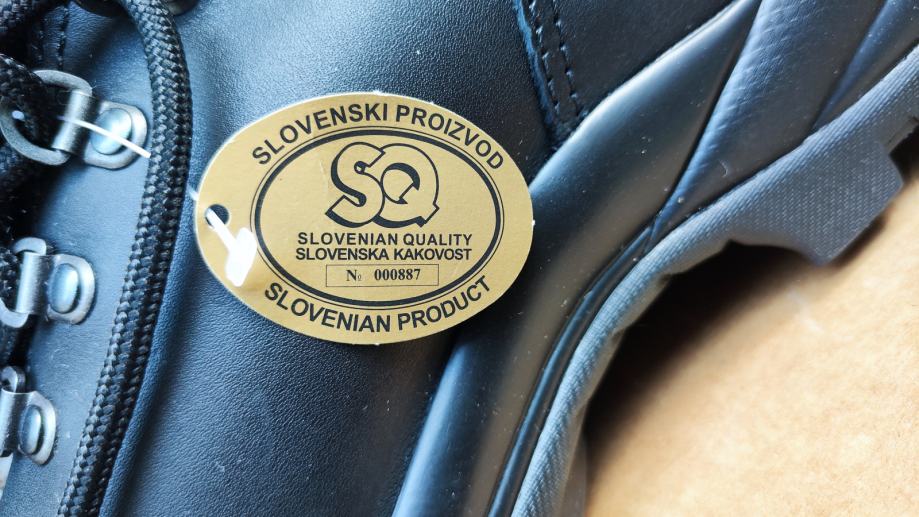 SLOVENSKI PROIZVOD
SQ
SLOVENIAN QUALITY
SLOVENSKA KAKOVOST
№ 000887
SLOVENIAN PRODUCT